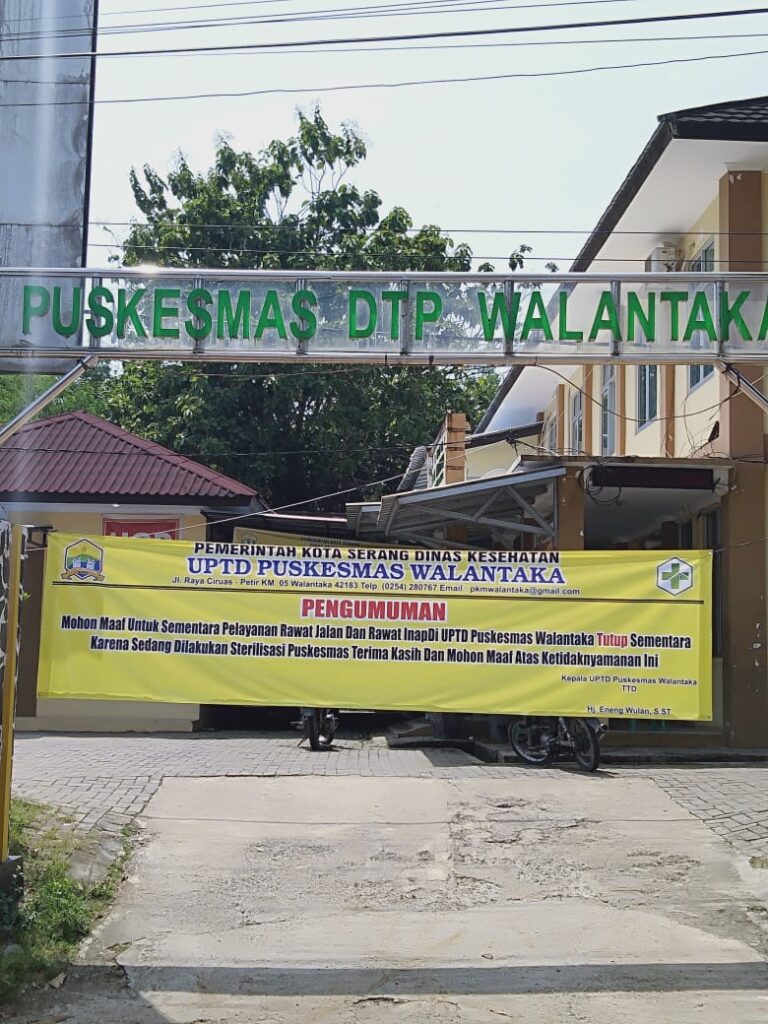 PUSKESMAS DTP WALANTAKA
PEMERINTAH KOTA SERANG DINAS KESEHATAN
UPTD PUSKESMAS WALANTAKA
Jl. Raya Ciruas - Petir KM. 05 Walantaka 42183 Telp. (0254) 280767 Email pkmwalantaka@gmail.com
PENGUMUMAN
Mohon Maaf Untuk Sementara Pelayanan Rawat Jalan Dan Rawat InapDi UPTD Puskesmas Walantaka Tutup Sementara
Karena Sedang Dilakukan Sterilisasi Puskesmas Terima Kasih Dan Mohon Maaf Atas Ketidaknyamanan Ini
Kepala UPTD Puskesmas Walantaka
TTD
Hj. Eneng Wulan, S ST